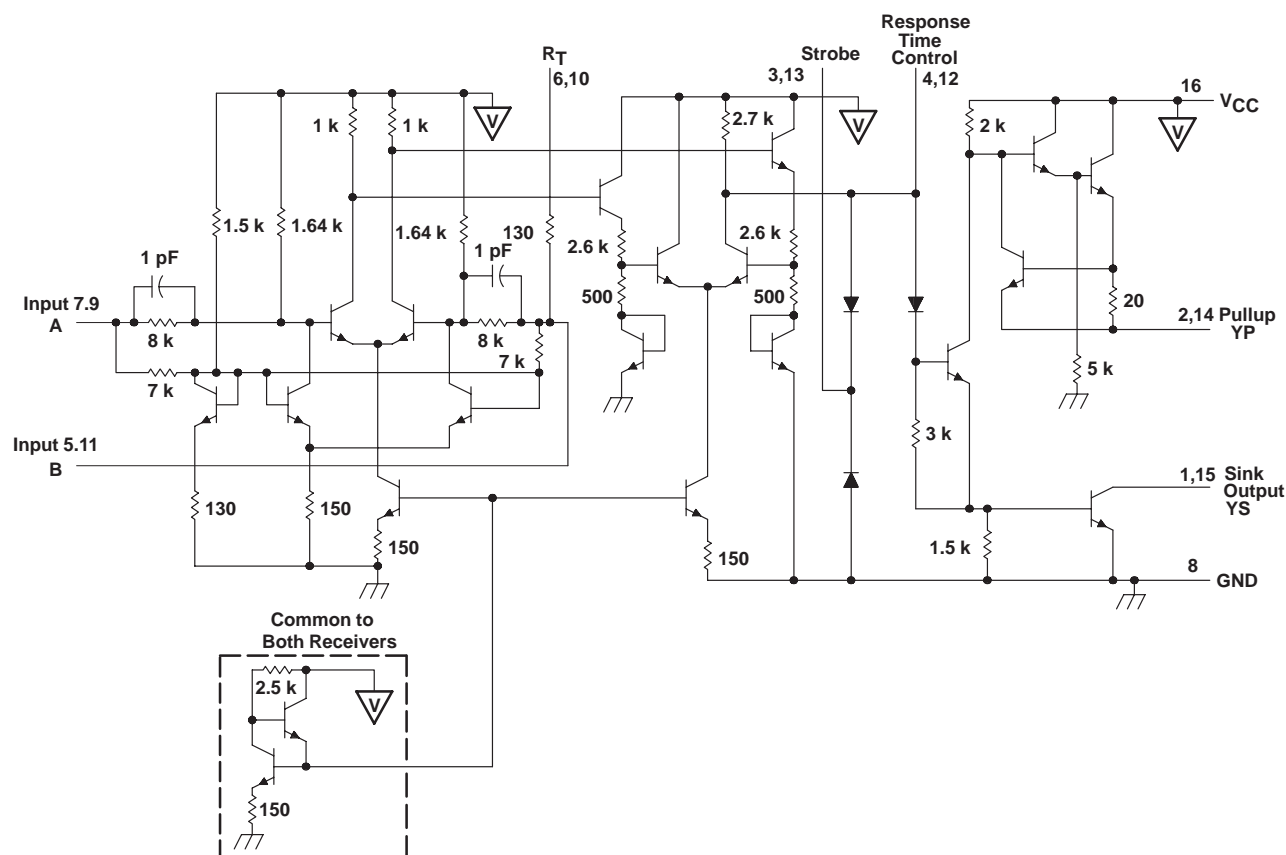 Response
Time
Control
4,12
RT
6,10
Strobe
3,13
16
VCC
V
V
V
1 k
1 k
2.7 k
2 k
1.5 k
1.64 k
1.64 k
130
2.6 k
2.6 k
1 pF
1 pF
500
500
20
Input 7.9
A
8 k
8 k
7 k
7 k
2,14 Pullup
YP
5 k
3 k
Input 5.11
B
130
150
150
150
1.5 k
1,15 Sink
Output
YS
8
GND
Common to
Both Receivers
2.5 k
V
150